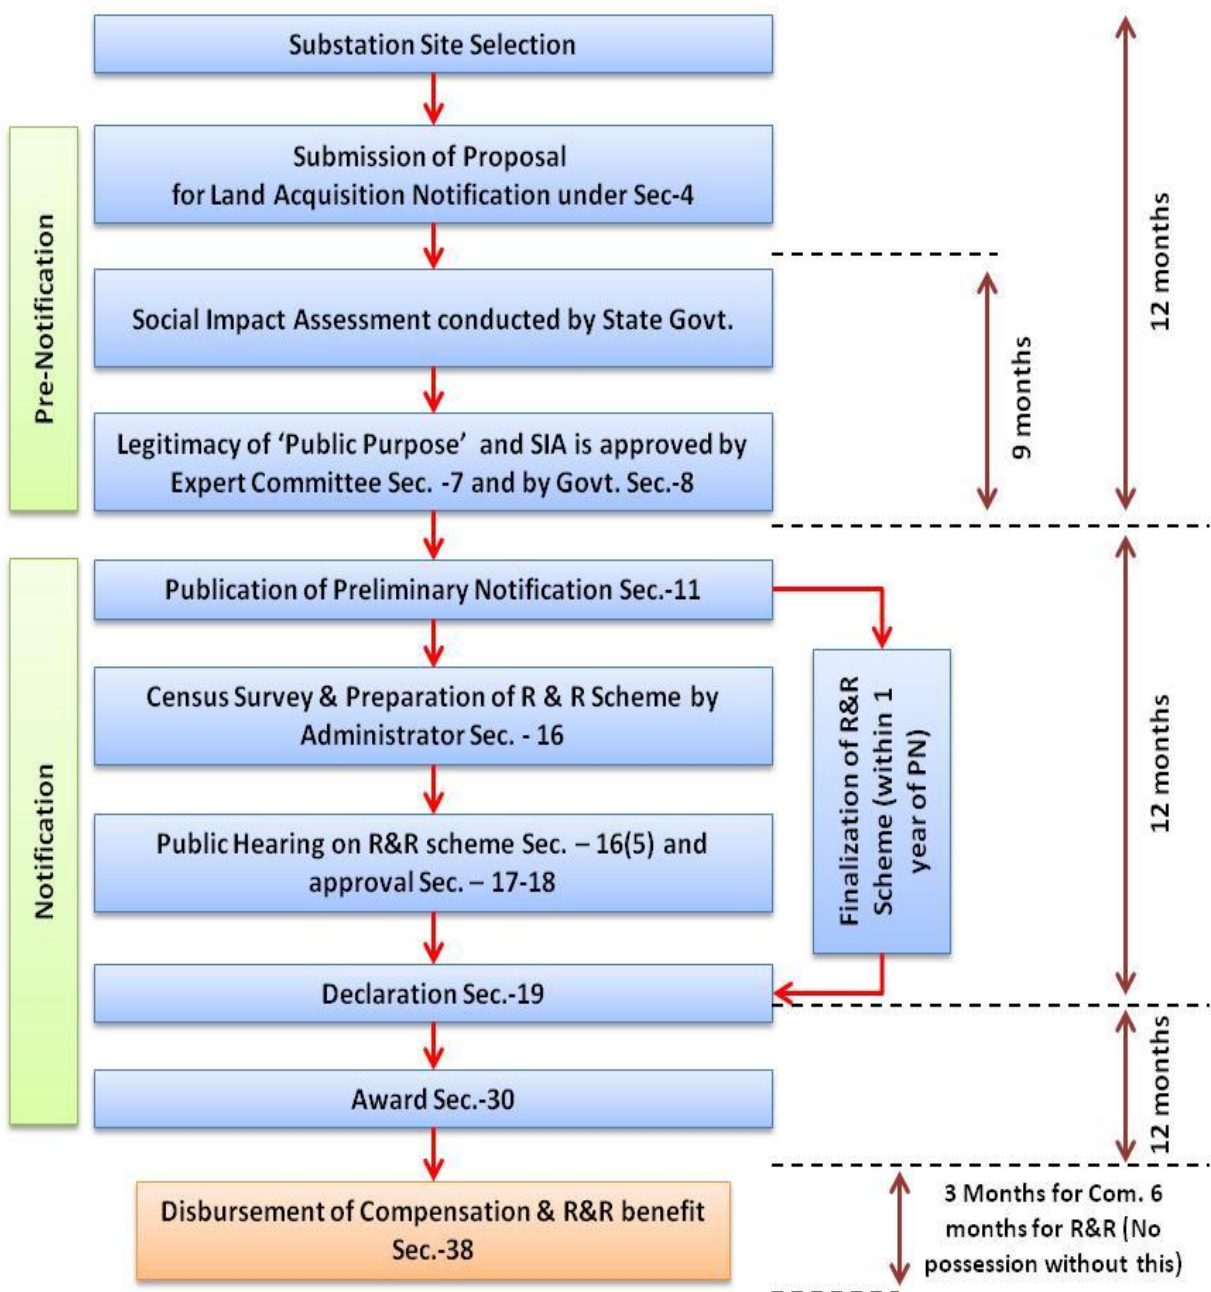 Substation Site Selection
Submission of Proposal
for Land Acquisition Notification under Sec-4
Pre-Notification
Social Impact Assessment conducted by State Govt.
Legitimacy of ‘Public Purpose’ and SIA is approved by
Expert Committee Sec. -7 and by Govt. Sec.-8
9 months
12 months
Notification
Publication of Preliminary Notification Sec.-11
Census Survey & Preparation of R & R Scheme by
Administrator Sec. - 16
Public Hearing on R&R scheme Sec. – 16(5) and
approval Sec. – 17-18
Finalization of R&R
Scheme (within 1
year of PN)
12 months
Declaration Sec.-19
Award Sec.-30
12 months
Disbursement of Compensation & R&R benefit
Sec.-38
3 Months for Com. 6
months for R&R (No
possession without this)